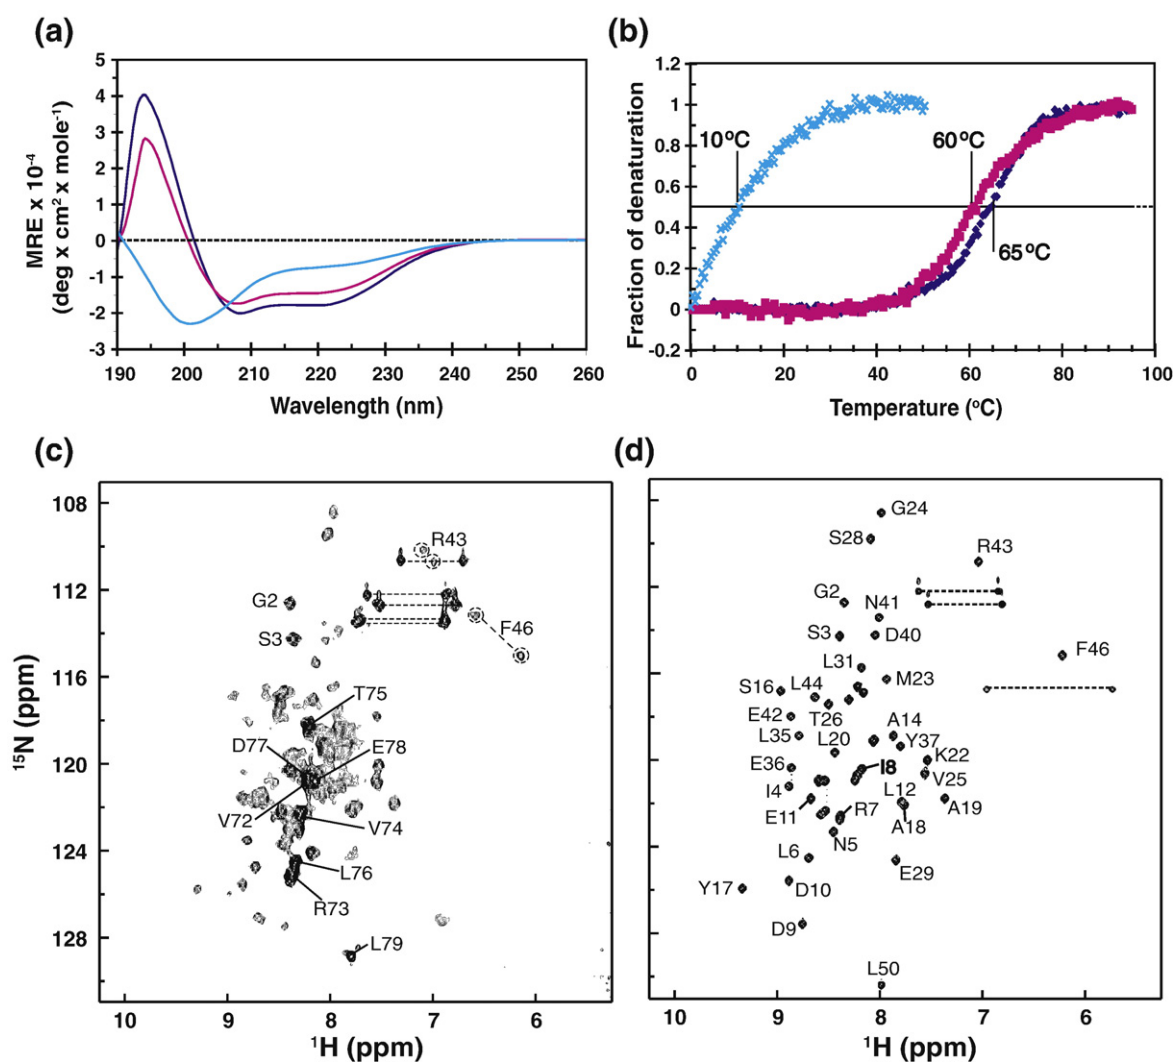 (a)
MRE x 10-4
(deg x cm2 x mole-1)
5
4
3
2
1
0
-1
-2
-3
190
200
210
220
230
240
250
260
Wavelength (nm)
(b)
Fraction of denaturation
1.2
1
0.8
0.6
0.4
0.2
0
-0.2
10ºC
60ºC
65ºC
0
20
40
60
80
100
Temperature (ºC)
(c)
15N (ppm)
108
112
116
120
124
128
R43
G2
F46
S3
T75
D77
E78
V72
V74
L76
R73
L79
10
9
8
7
6
1H (ppm)
(d)
G24
S28
R43
G2
N41
S3
D40
F46
L31
M23
S16
L44
E42
T26
A14
L35
L20
Y37
K22
E36
I8
V25
I4
L12
E11
R7
A19
A18
N5
L6
E29
Y17
D10
D9
L50
10
9
8
7
6
1H (ppm)